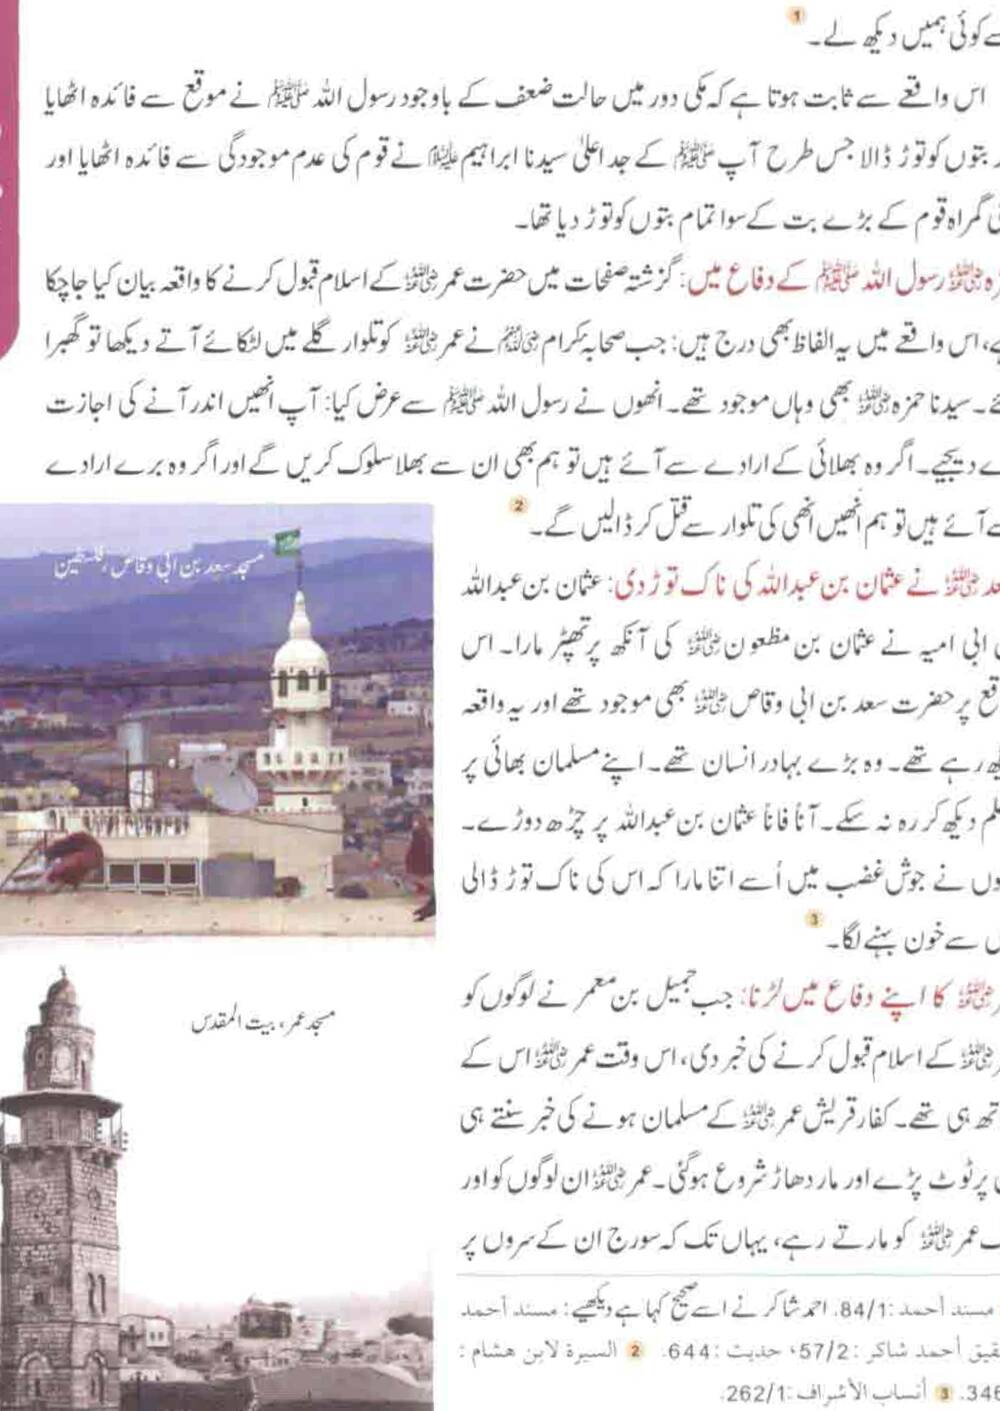 کوئی ہمیں دیکھ لے۔ 1
اس واقعے سے ثابت ہوتا ہے کہ مکی دور میں حالت ضعف کے باوجود رسول اللہ ﷺ نے موقع سے فائدہ اٹھایا
بتوں کو توڑ ڈالا جس طرح آپ ﷺ کے جد اعلیٰ سیدنا ابراہیم علیہ السلام نے قوم کی عدم موجودگی سے فائدہ اٹھایا اور
گمراہ قوم کے بڑے بت کے سوا تمام بتوں کو توڑ دیا تھا۔
رضی اللہ عنہ رسول اللہ ﷺ کے دفاع میں: گزشتہ صفحات میں حضرت عمر رضی اللہ عنہ کے اسلام قبول کرنے کا واقعہ بیان کیا جا چکا
اس واقعے میں یہ الفاظ بھی درج ہیں: جب صحابہ کرام رضی اللہ عنہم نے عمر رضی اللہ عنہ کو تلوار گلے میں لٹکائے آتے دیکھا تو گھبرا
سیدنا حمزہ رضی اللہ عنہ بھی وہاں موجود تھے۔ انھوں نے رسول اللہ ﷺ سے عرض کیا: آپ انھیں اندر آنے کی اجازت
دیجیے۔ اگر وہ بھلائی کے ارادے سے آئے ہیں تو ہم بھی ان سے بھلا سلوک کریں گے اور اگر وہ برے ارادے
آئے ہیں تو ہم انھیں انھی کی تلوار سے قتل کر ڈالیں گے۔ 2
رضی اللہ عنہ نے عثمان بن عبداللہ کی ناک توڑ دی: عثمان بن عبداللہ
ابی امیہ نے عثمان بن مظعون رضی اللہ عنہ کی آنکھ پر تھپڑ مارا۔ اس
پر حضرت سعد بن ابی وقاص رضی اللہ عنہ بھی موجود تھے اور یہ واقعہ
رہے تھے۔ وہ بڑے بہادر انسان تھے۔ اپنے مسلمان بھائی پر
دیکھ کر رہ نہ سکے۔ آناً فاناً عثمان بن عبداللہ پر چڑھ دوڑے۔
نے جوش غضب میں اُسے اتنا مارا کہ اس کی ناک توڑ ڈالی
سے خون بہنے لگا۔ 3
رضی اللہ عنہ کا اپنے دفاع میں لڑنا: جب جمیل بن معمر نے لوگوں کو
رضی اللہ عنہ کے اسلام قبول کرنے کی خبر دی، اس وقت عمر رضی اللہ عنہ اس کے
ہی تھے۔ کفار قریش عمر رضی اللہ عنہ کے مسلمان ہونے کی خبر سنتے ہی
پر ٹوٹ پڑے اور مار دھاڑ شروع ہوگئی۔ عمر رضی اللہ عنہ ان لوگوں کو اور
عمر رضی اللہ عنہ کو مارتے رہے، یہاں تک کہ سورج ان کے سروں پر
مسجد سعد بن ابی وقاص، فلسطین
مسجد عمر، بیت المقدس
مسند أحمد: 84/1. احمد شاکر نے اسے صحیح کہا ہے دیکھیے: مسند أحمد
أحمد شاكر: 57/2، حديث: 644. 2 السيرة لابن هشام:
3 أنساب الأشراف: 262/1.